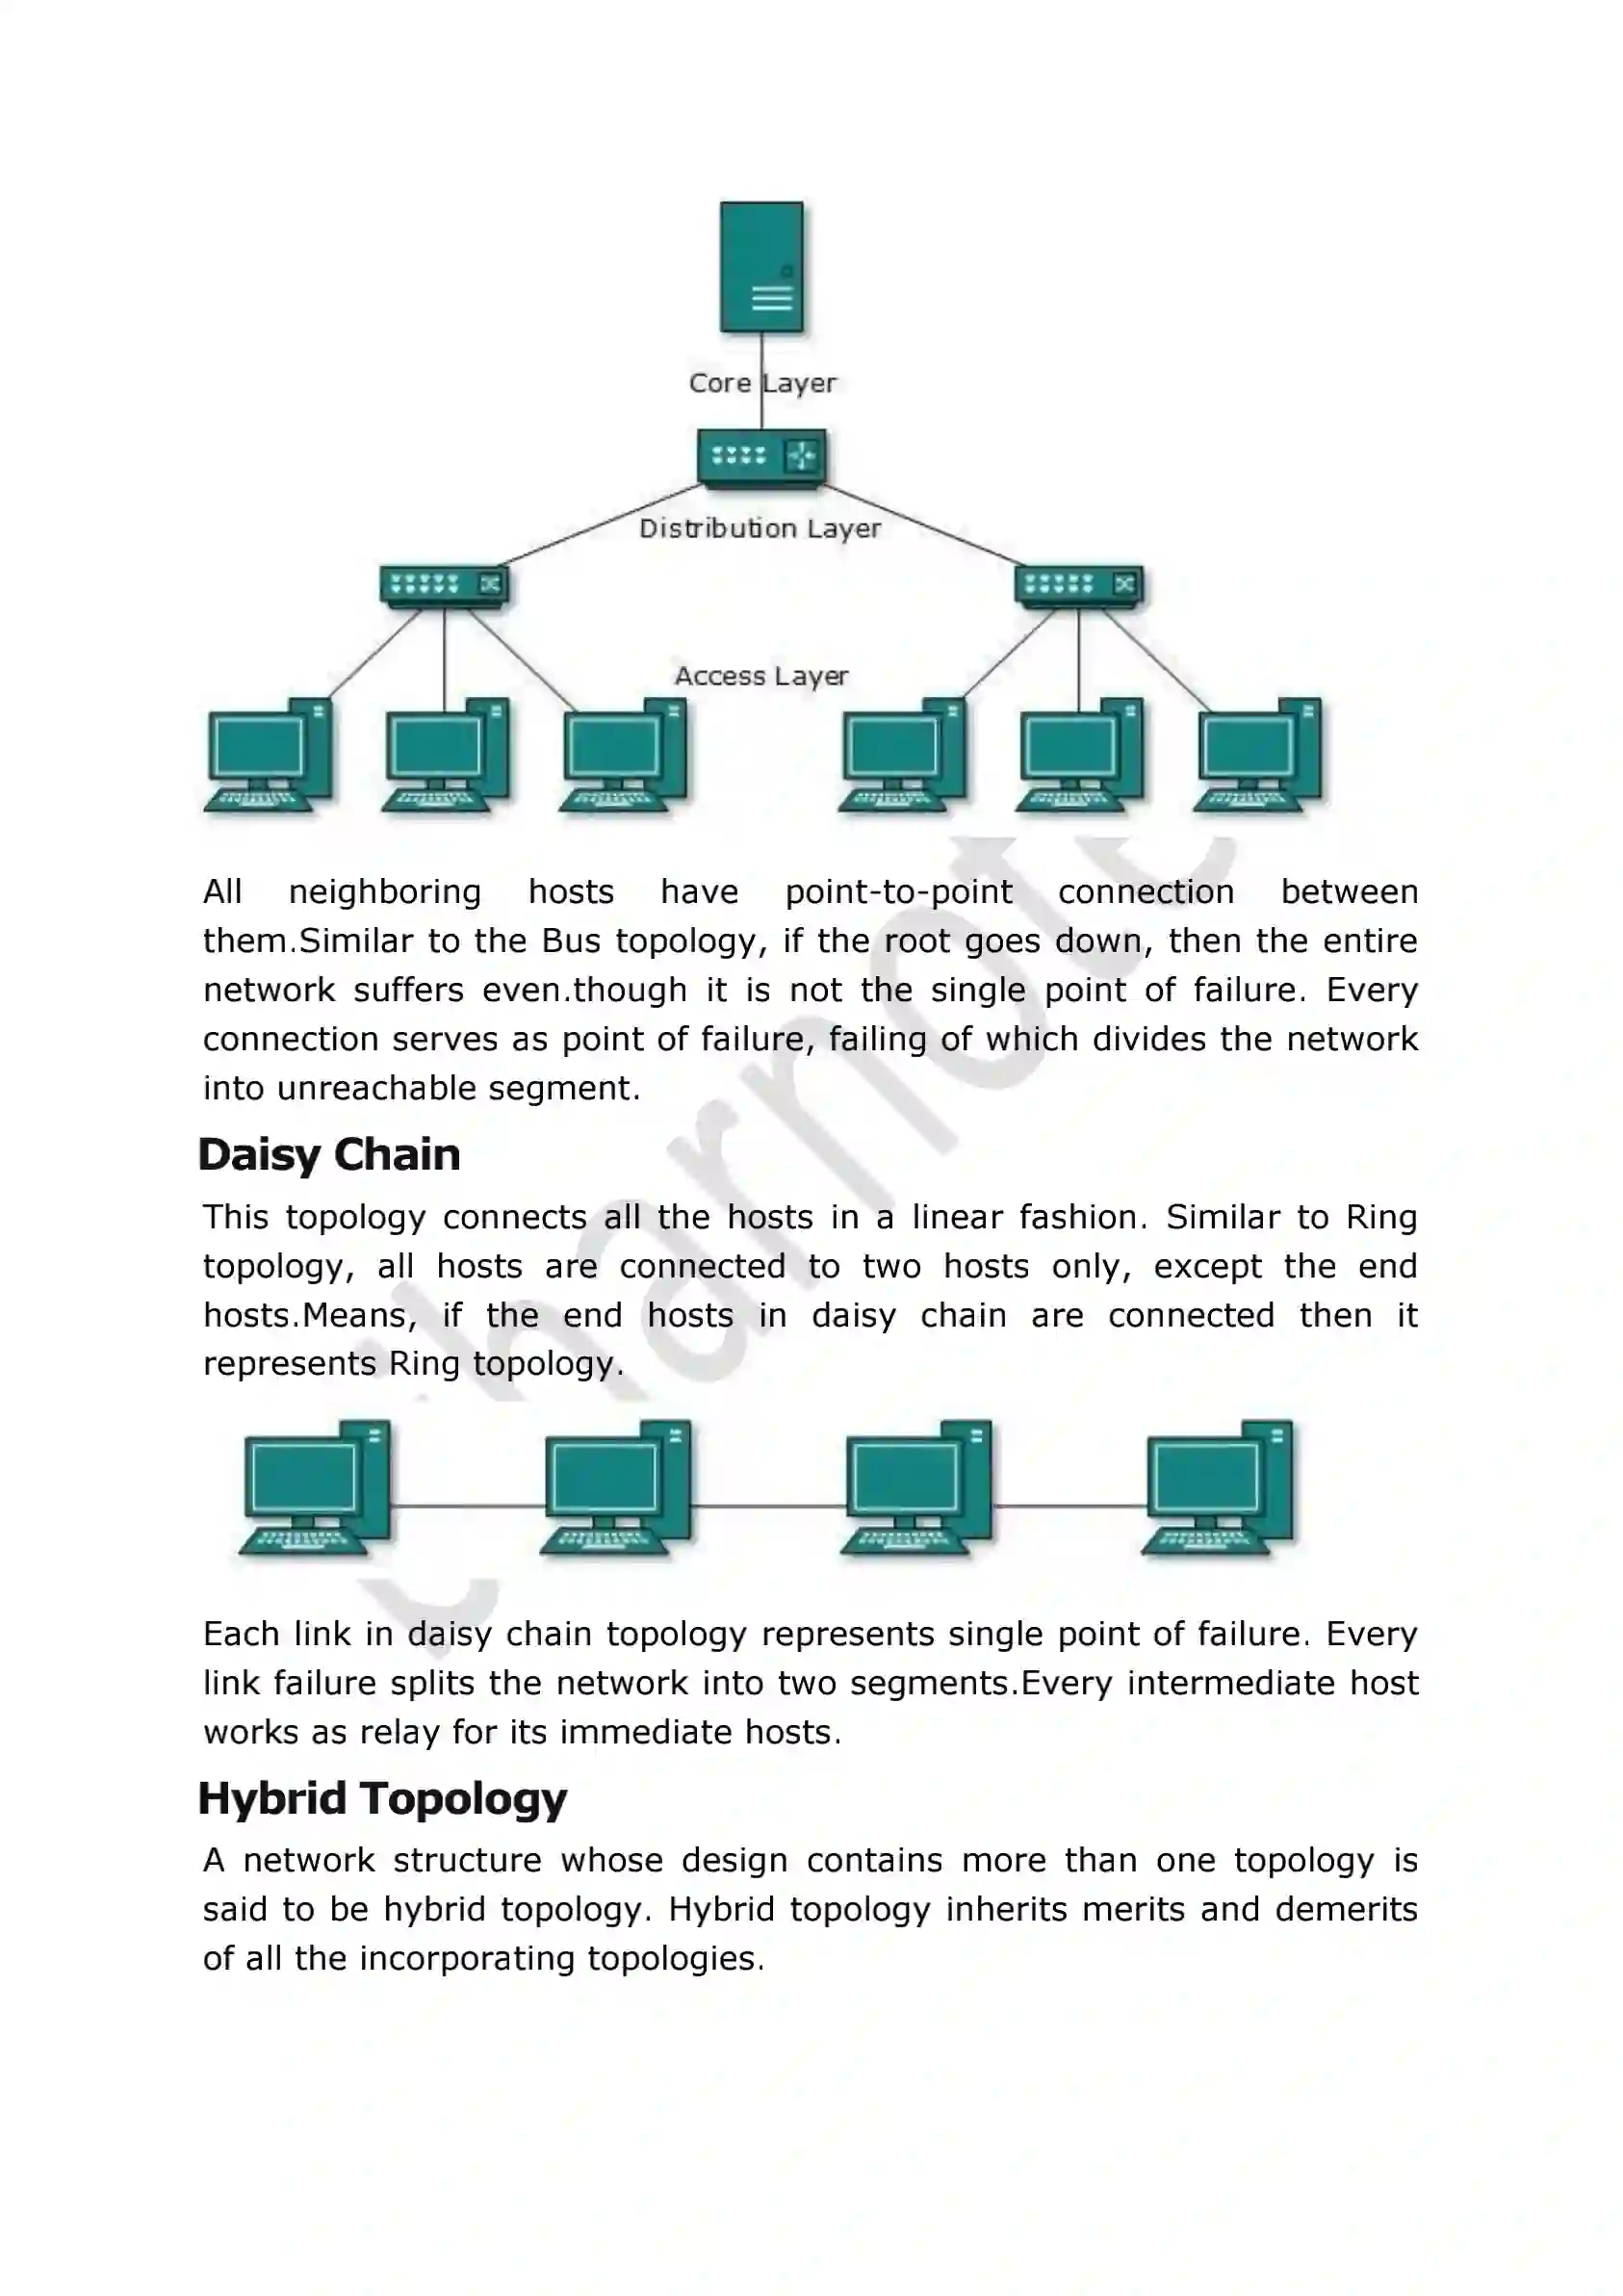 Core Layer
Distribution Layer
Access Layer
All neighboring hosts have point-to-point connection between
them.Similar to the Bus topology, if the root goes down, then the entire
network suffers even.though it is not the single point of failure. Every
connection serves as point of failure, failing of which divides the network
into unreachable segment.
Daisy Chain
This topology connects all the hosts in a linear fashion. Similar to Ring
topology, all hosts are connected to two hosts only, except the end
hosts.Means, if the end hosts in daisy chain are connected then it
represents Ring topology.
Each link in daisy chain topology represents single point of failure. Every
link failure splits the network into two segments.Every intermediate host
works as relay for its immediate hosts.
Hybrid Topology
A network structure whose design contains more than one topology is
said to be hybrid topology. Hybrid topology inherits merits and demerits
of all the incorporating topologies.